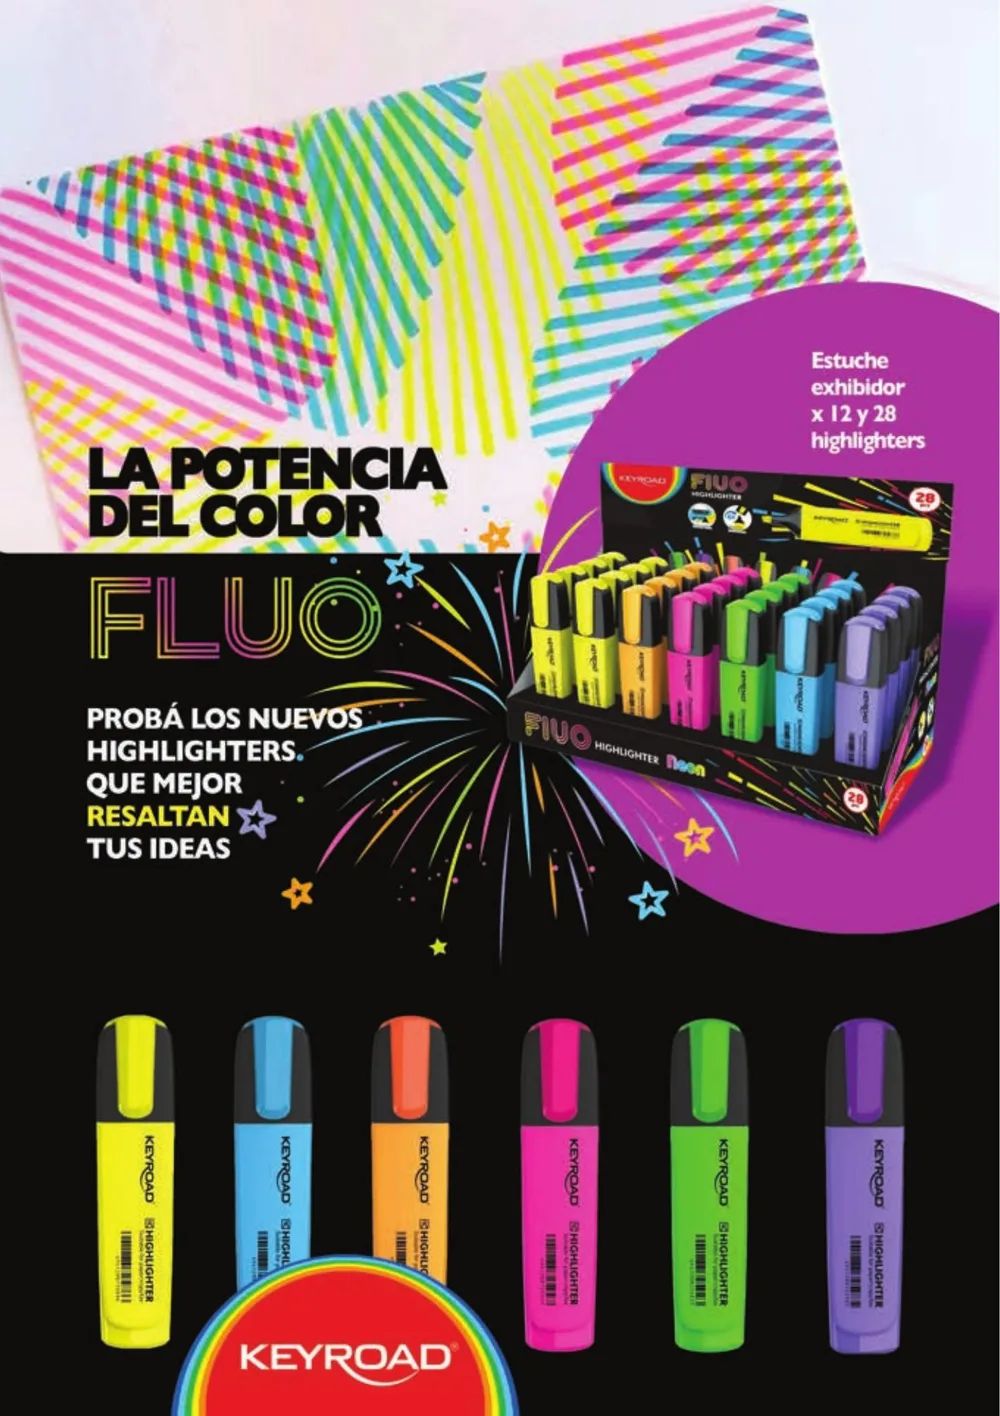 Estuche
exhibidor
x 12 y 28
highlighters
LA POTENCIA
DEL COLOR
FLUO
PROBÁ LOS NUEVOS
HIGHLIGHTERS
QUE MEJOR
RESALTAN
TUS IDEAS
KEYROAD
FLUO
HIGHLIGHTER
28
KEYROAD
FLUO HIGHLIGHTER Neon
28
KEYROAD
HIGHLIGHTER
KEYROAD
HIGHLIGHTER
KEYROAD
HIGHLIGHTER
KEYROAD
HIGHLIGHTER
KEYROAD
HIGHLIGHTER
KEYROAD
HIGHLIGHTER
KEYROAD®